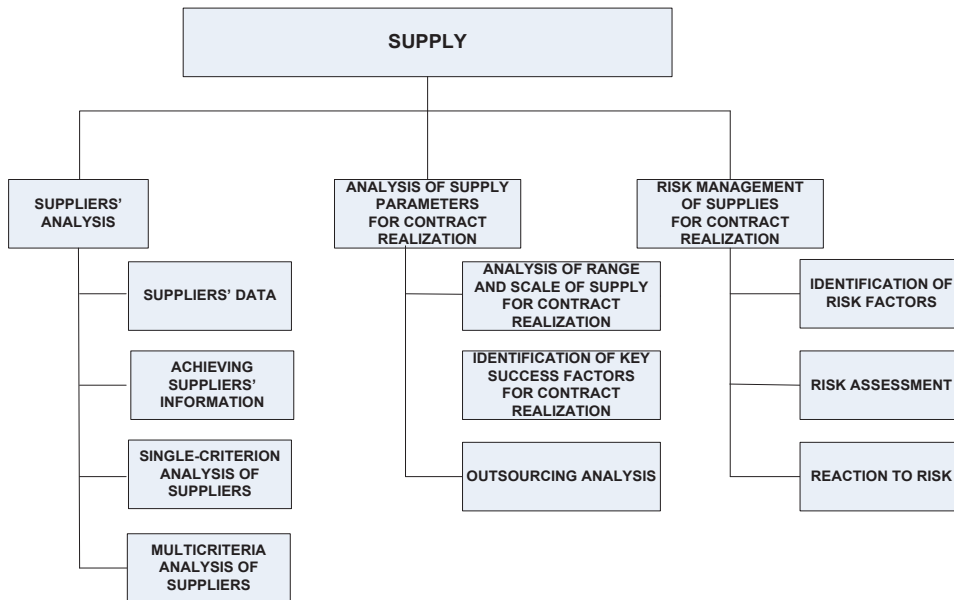 SUPPLY
SUPPLIERS’
ANALYSIS
SUPPLIERS’ DATA
ACHIEVING
SUPPLIERS’
INFORMATION
SINGLE-CRITERION
ANALYSIS OF
SUPPLIERS
MULTICRITERIA
ANALYSIS OF
SUPPLIERS
ANALYSIS OF SUPPLY
PARAMETERS
FOR CONTRACT
REALIZATION
ANALYSIS OF RANGE
AND SCALE OF SUPPLY
FOR CONTRACT
REALIZATION
IDENTIFICATION OF KEY
SUCCESS FACTORS
FOR CONTRACT
REALIZATION
OUTSOURCING ANALYSIS
RISK MANAGEMENT
OF SUPPLIES
FOR CONTRACT
REALIZATION
IDENTIFICATION OF
RISK FACTORS
RISK ASSESSMENT
REACTION TO RISK